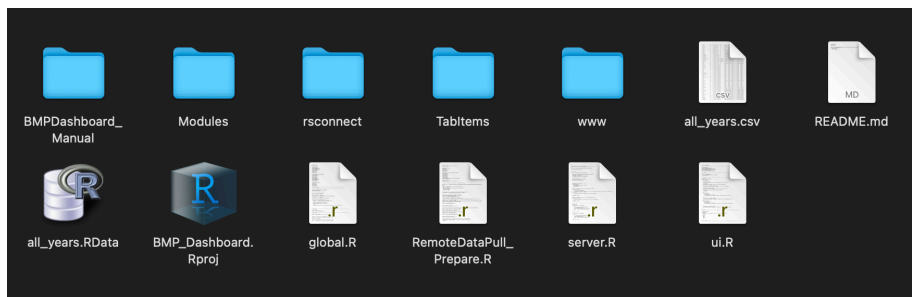 CSV
MD
BMPDashboard_
Manual
Modules
rsconnect
TabItems
www
all_years.csv
README.md
R
R
.r
.r
.r
.r
all_years.RData
BMP_Dashboard.
Rproj
global.R
RemoteDataPull_
Prepare.R
server.R
ui.R